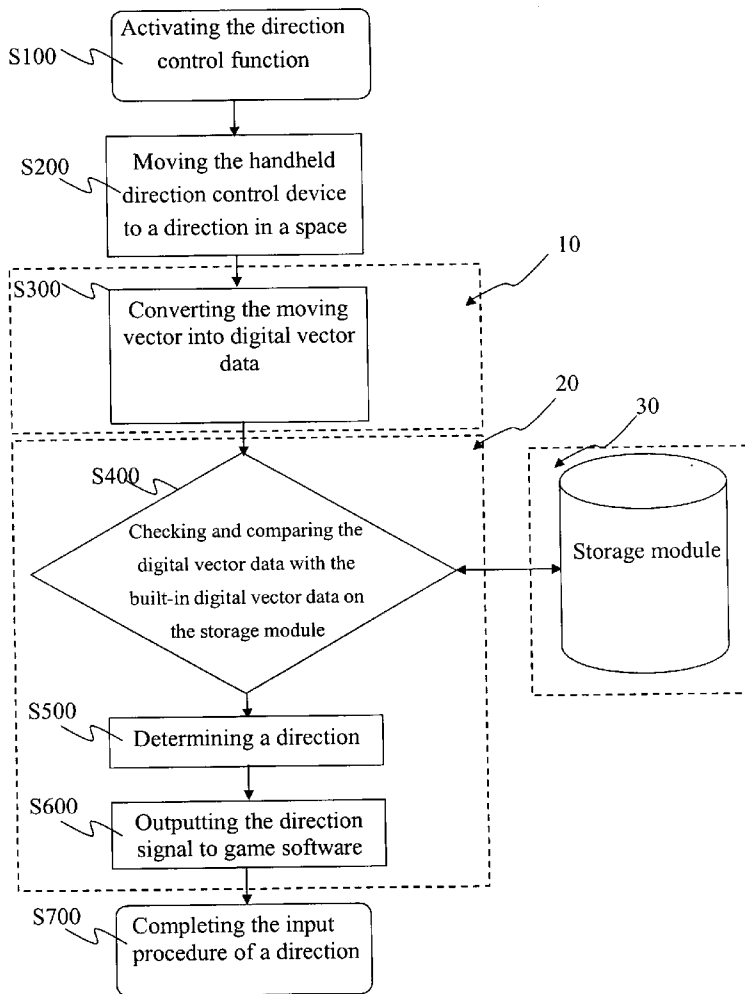 Activating the direction
control function
S100
Moving the handheld
direction control device
to a direction in a space
S200
10
S300
Converting the moving
vector into digital vector
data
20
30
S400
Checking and comparing the
digital vector data with the
built-in digital vector data on
the storage module
Storage module
S500
Determining a direction
S600
Outputting the direction
signal to game software
S700
Completing the input
procedure of a direction